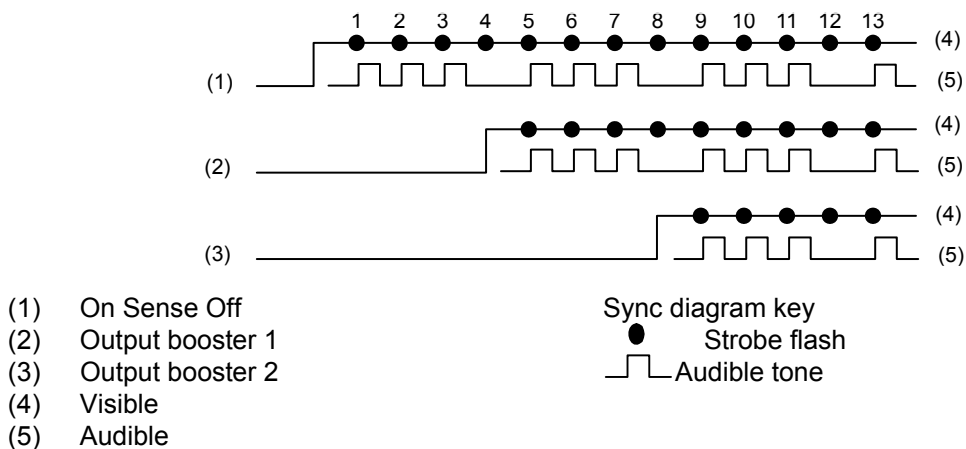 1 2 3 4 5 6 7 8 9 10 11 12 13
(4)
(1)
(5)
(4)
(2)
(5)
(4)
(3)
(5)
(1) On Sense Off
(2) Output booster 1
(3) Output booster 2
(4) Visible
(5) Audible
Sync diagram key
Strobe flash
Audible tone